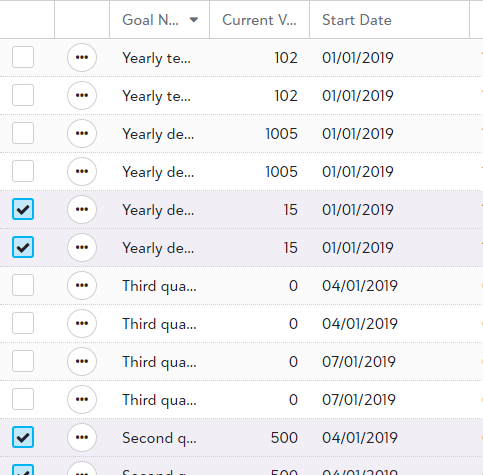 Goal N... Current V... Start Date
Yearly te... 102 01/01/2019
Yearly te... 102 01/01/2019
Yearly de... 1005 01/01/2019
Yearly de... 1005 01/01/2019
Yearly de... 15 01/01/2019
Yearly de... 15 01/01/2019
Third qua... 0 04/01/2019
Third qua... 0 04/01/2019
Third qua... 0 07/01/2019
Third qua... 0 07/01/2019
Second q... 500 04/01/2019